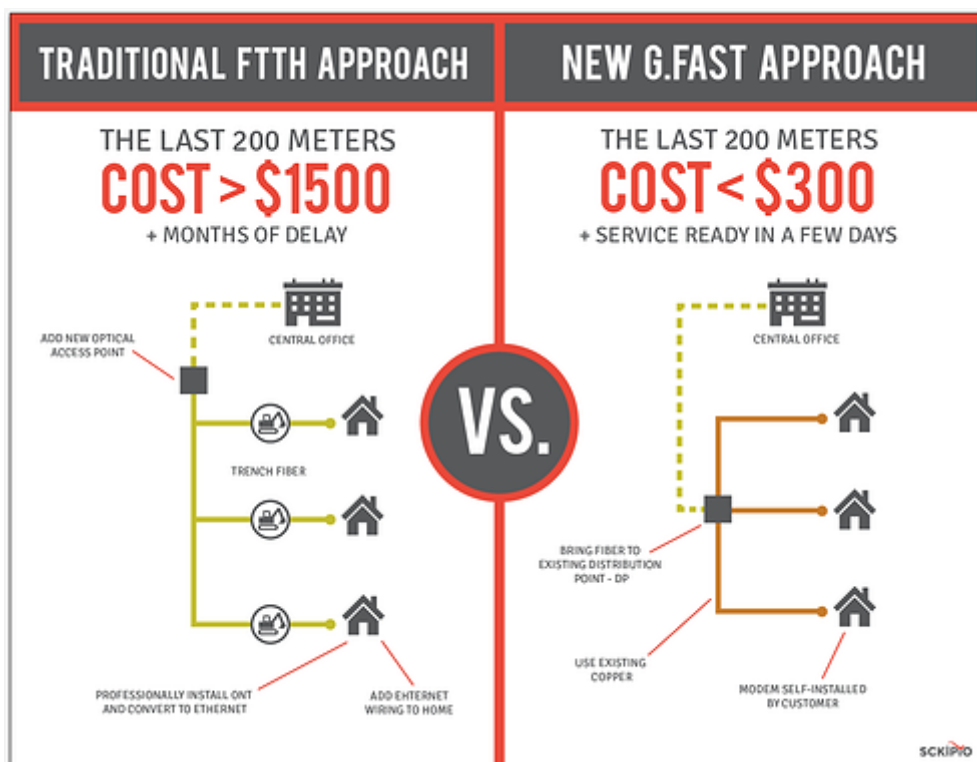 TRADITIONAL FTTH APPROACH
THE LAST 200 METERS
COST > $1500
+ MONTHS OF DELAY
CENTRAL OFFICE
ADD NEW OPTICAL
ACCESS POINT
TRENCH FIBER
PROFESSIONALLY INSTALL ONT
AND CONVERT TO ETHERNET
ADD EHTERNET
WIRING TO HOME
VS.
NEW G.FAST APPROACH
THE LAST 200 METERS
COST < $300
+ SERVICE READY IN A FEW DAYS
CENTRAL OFFICE
BRING FIBER TO
EXISTING DISTRIBUTION
POINT - DP
USE EXISTING
COPPER
MODEM SELF-INSTALLED
BY CUSTOMER
SCKIPIO